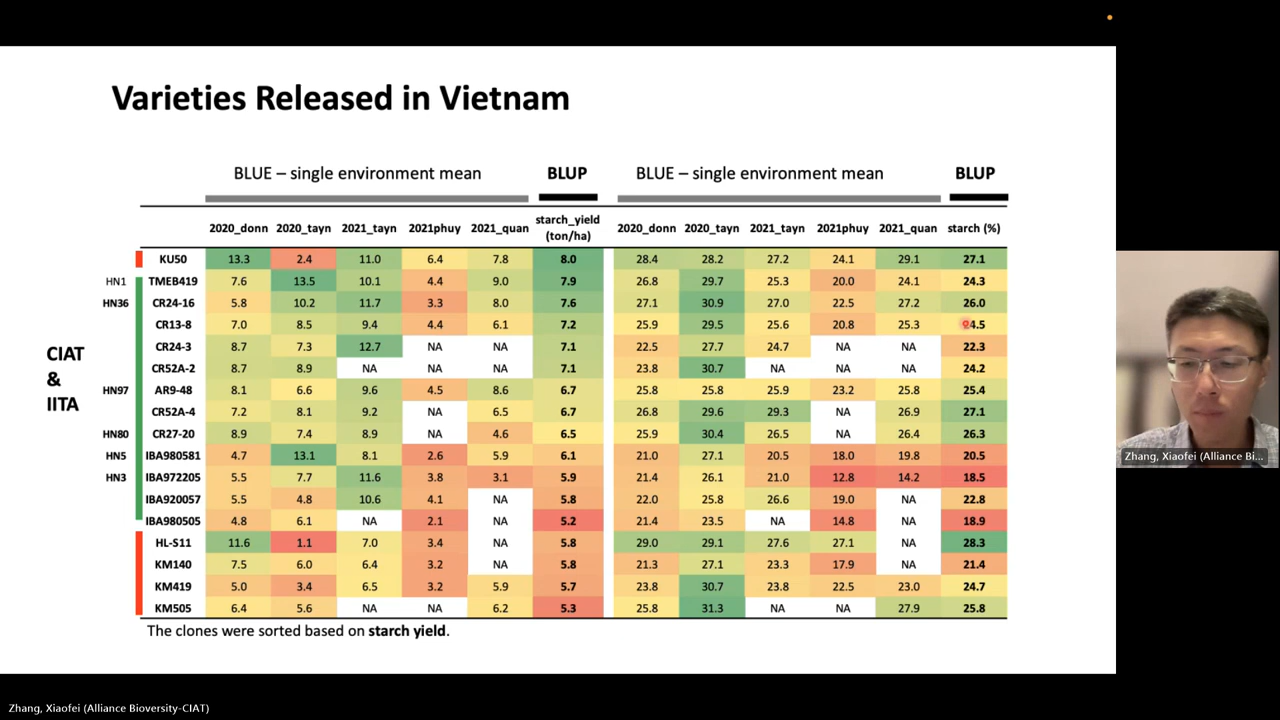 Varieties Released in Vietnam
BLUE – single environment mean BLUP BLUE – single environment mean BLUP
2020_donn 2020_tayn 2021_tayn 2021phuy 2021_quan starch_yield (ton/ha) 2020_donn 2020_tayn 2021_tayn 2021phuy 2021_quan starch (%)
KU50 13.3 2.4 11.0 6.4 7.8 8.0 28.4 28.2 27.2 24.1 29.1 27.1
HN1 TMEB419 7.6 13.5 10.1 4.4 9.0 7.9 26.8 29.7 25.3 20.0 24.1 24.3
HN36 CR24-16 5.8 10.2 11.7 3.3 8.0 7.6 27.1 30.9 27.0 22.5 27.2 26.0
CR13-8 7.0 8.5 9.4 4.4 6.1 7.2 25.9 29.5 25.6 20.8 25.3 24.5
CR24-3 8.7 7.3 12.7 NA NA 7.1 22.5 27.7 24.7 NA NA 22.3
CR52A-2 8.7 8.9 NA NA NA 7.1 23.8 30.7 NA NA NA 24.2
HN97 AR9-48 8.1 6.6 9.6 4.5 8.6 6.7 25.8 25.8 25.9 23.2 25.8 25.4
CR52A-4 7.2 8.1 9.2 NA 6.5 6.7 26.8 29.6 29.3 NA 26.9 27.1
HN80 CR27-20 8.9 7.4 8.9 NA 4.6 6.5 25.9 30.4 26.5 NA 26.4 26.3
HN5 IBA980581 4.7 13.1 8.1 2.6 5.9 6.1 21.0 27.1 20.5 18.0 19.8 20.5
HN3 IBA972205 5.5 7.7 11.6 3.8 3.1 5.9 21.4 26.1 21.0 12.8 14.2 18.5
IBA920057 5.5 4.8 10.6 4.1 NA 5.8 22.0 25.8 26.6 19.0 NA 22.8
IBA980505 4.8 6.1 NA 2.1 NA 5.2 21.4 23.5 NA 14.8 NA 18.9
HL-S11 11.6 1.1 7.0 3.4 NA 5.8 29.0 29.1 27.6 27.1 NA 28.3
KM140 7.5 6.0 6.4 3.2 NA 5.8 21.3 27.1 23.3 17.9 NA 21.4
KM419 5.0 3.4 6.5 3.2 5.9 5.7 23.8 30.7 23.8 22.5 23.0 24.7
KM505 6.4 5.6 NA NA 6.2 5.3 25.8 31.3 NA NA 27.9 25.8
CIAT
&
IITA
The clones were sorted based on starch yield.
Zhang, Xiaofei (Alliance Bi...
Zhang, Xiaofei (Alliance Bioversity-CIAT)